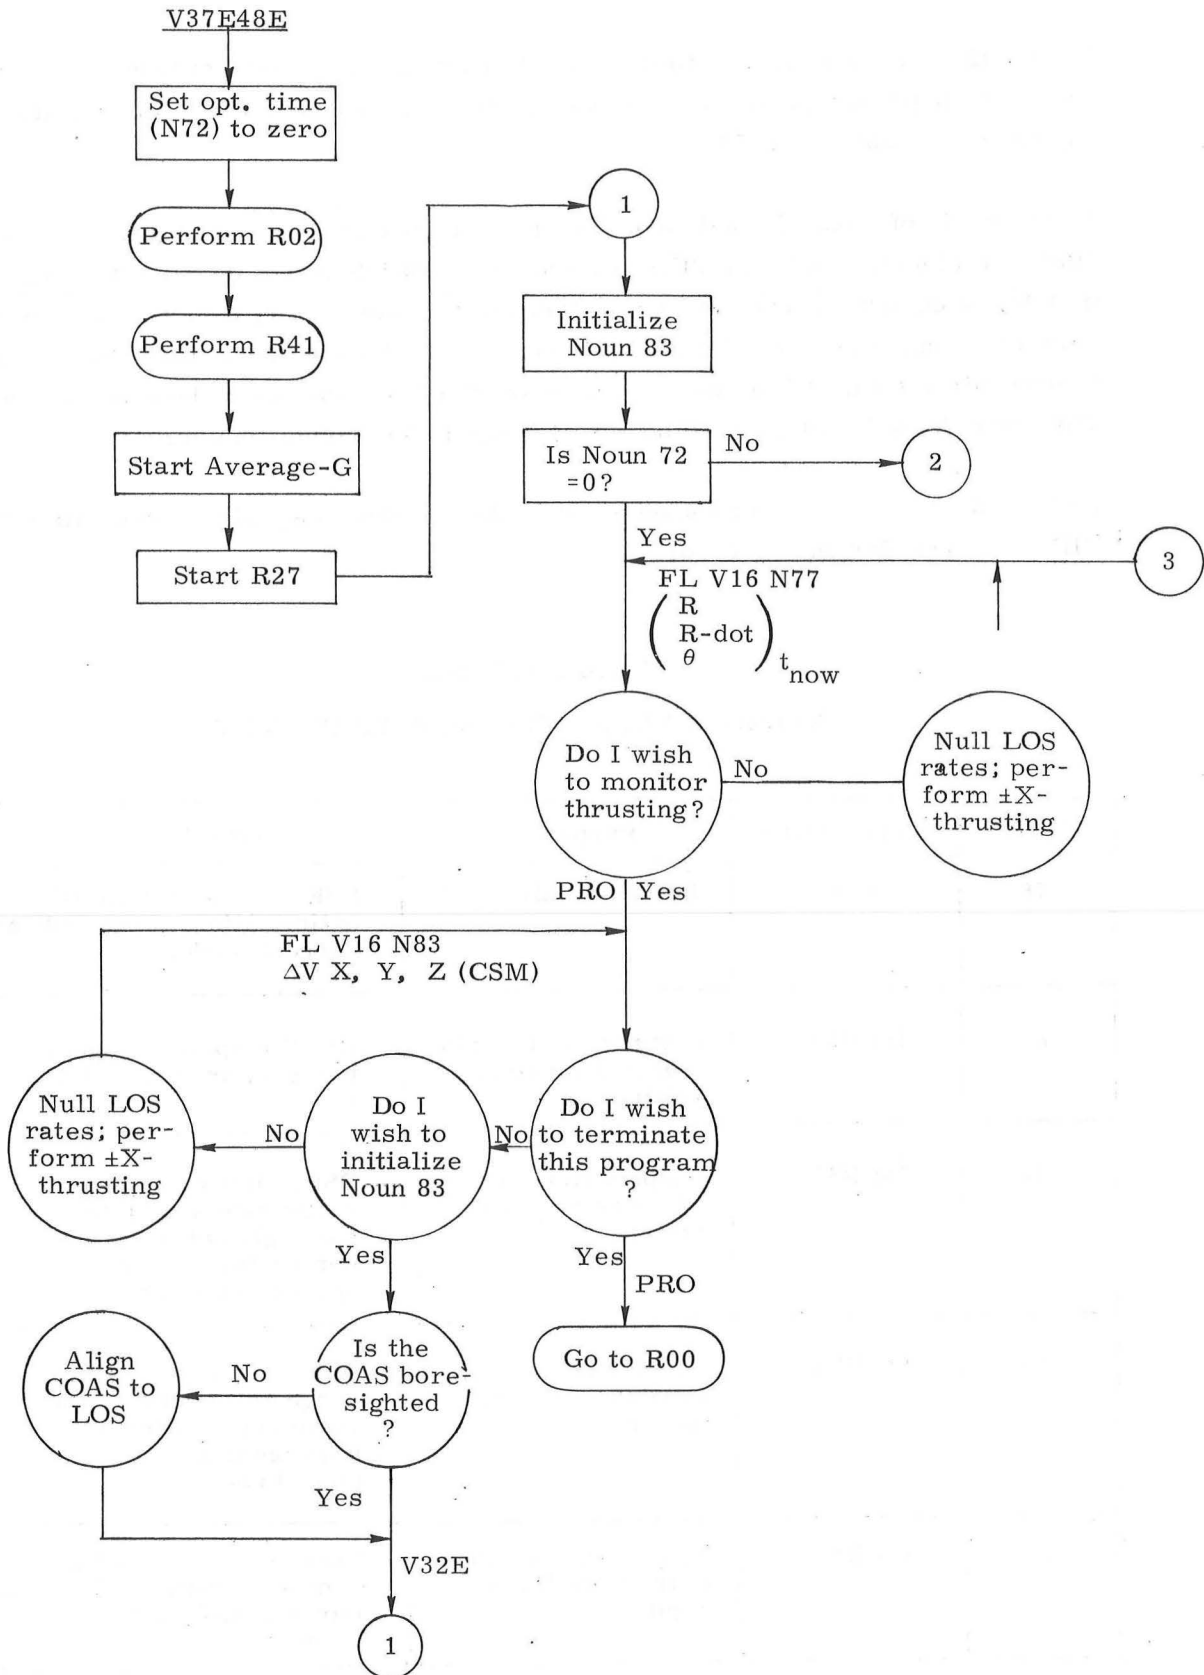 V37E48E
Set opt. time
(N72) to zero
Perform R02
Perform R41
Start Average-G
Start R27
1
Initialize
Noun 83
Is Noun 72
=0?
No
2
Yes
3
FL V16 N77
R
R-dot
θ
t now
Do I wish
to monitor
thrusting?
No
Null LOS
rates; per-
form ±X-
thrusting
PRO Yes
FL V16 N83
ΔV X, Y, Z (CSM)
Null LOS
rates; per-
form ±X-
thrusting
No
Do I
wish to
initialize
Noun 83
No
Do I wish
to terminate
this program
?
Yes
Yes
PRO
Align
COAS to
LOS
No
Is the
COAS bore-
sighted
?
Go to R00
Yes
V32E
1